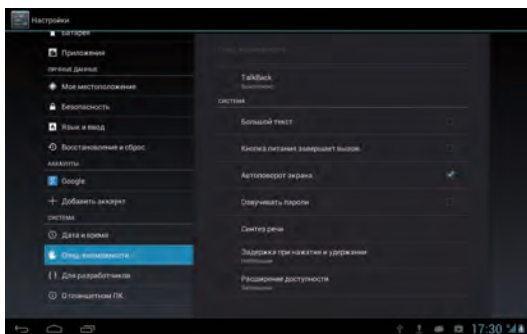 Настройки
Батарея
Приложения
ЛИЧНЫЕ ДАННЫЕ
Мое местоположение
Безопасность
Язык и ввод
Восстановление и сброс
АККАУНТЫ
Google
Добавить аккаунт
СИСТЕМА
Дата и время
Спец. возможности
Для разработчиков
О планшетном ПК
TalkBack
СИСТЕМА
Большой текст
Кнопка питания завершает вызов
Автоповорот экрана
Озвучивать пароли
Синтез речи
Задержка при нажатии и удержании
Расширение доступности
17:30